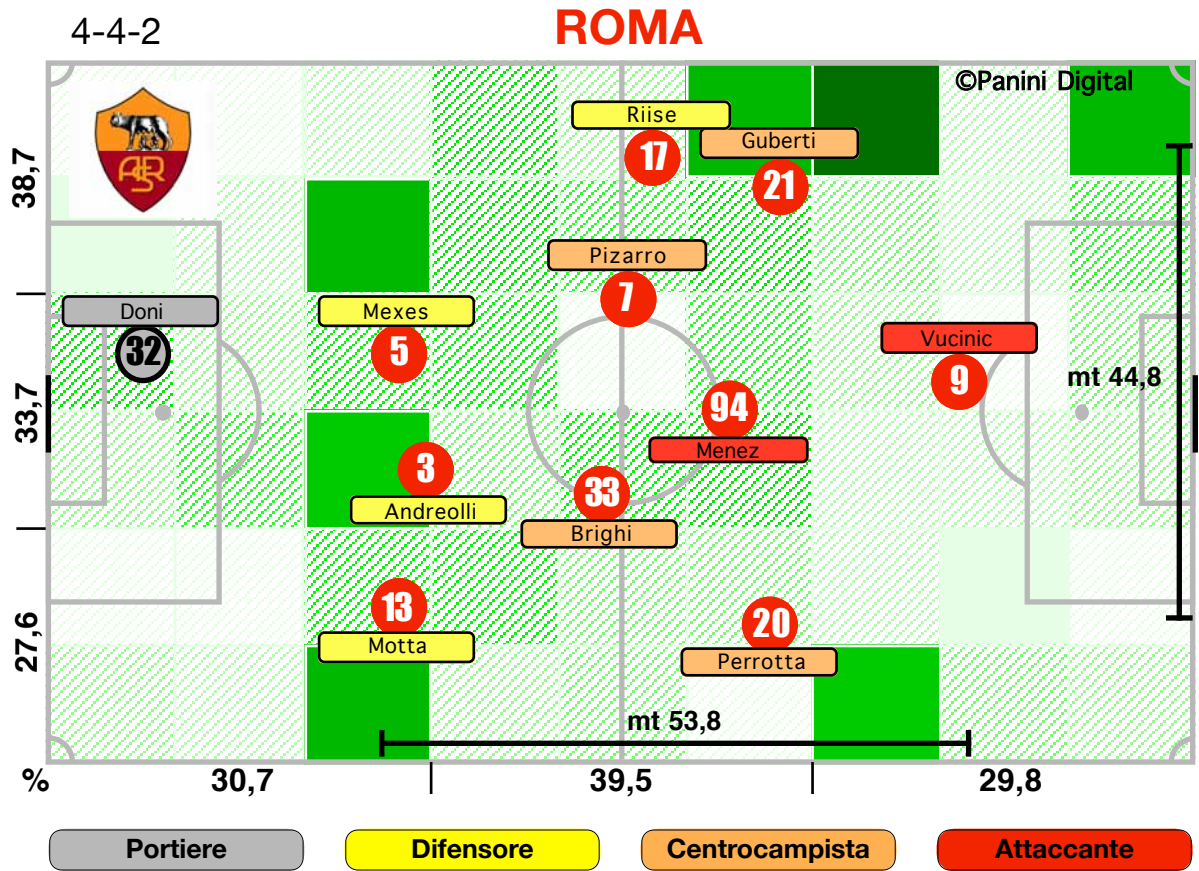 4-4-2
ROMA
©Panini Digital
ASR
Riise
17
Guberti
21
38,7
Pizarro
7
Doni
32
Mexes
5
Vucinic
9
mt 44,8
33,7
94
Menez
3
Andreolli
33
Brighi
13
Motta
20
Perrotta
27,6
mt 53,8
% 30,7 39,5 29,8
Portiere Difensore Centrocampista Attaccante